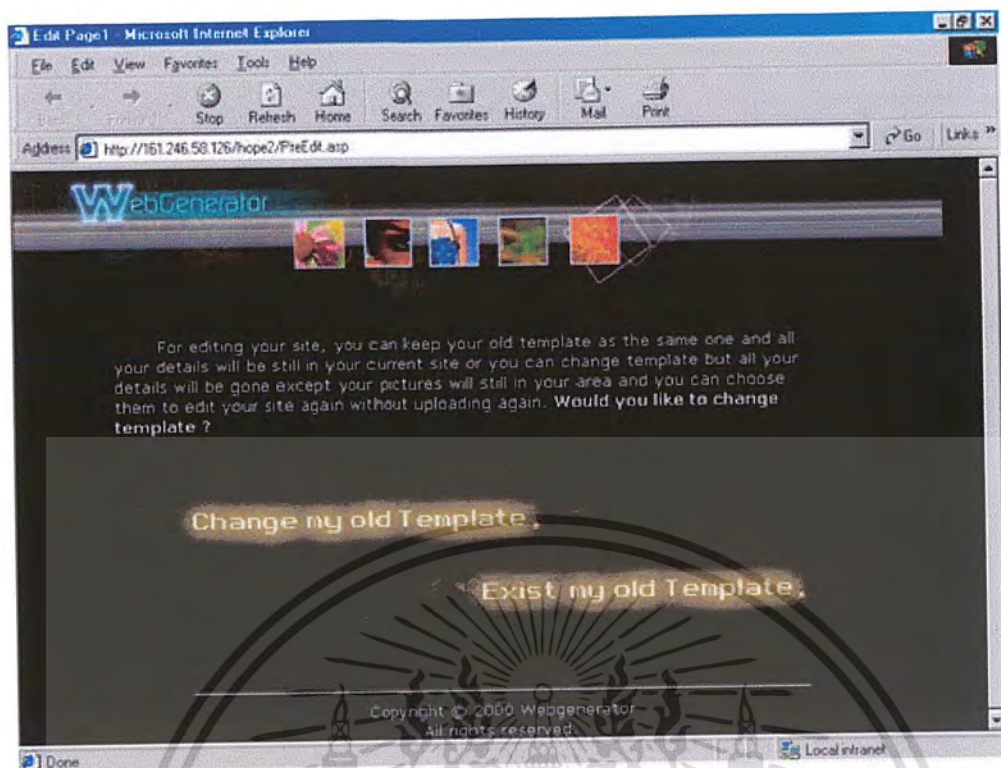 Edit Page1 - Microsoft Internet Explorer
File Edit View Favorites Tools Help
Back Forward Stop Refresh Home Search Favorites History Mail Print
Address http://161.246.58.126/hope2/PreEdit.asp Go Links »
WebGenerator
For editing your site, you can keep your old template as the same one and all
your details will be still in your current site or you can change template but all your
details will be gone except your pictures will still in your area and you can choose
them to edit your site again without uploading again. Would you like to change
template ?
Change my old Template.
Exist my old Template.
Copyright © 2000 Webgenerator
All rights reserved.
Done Local intranet